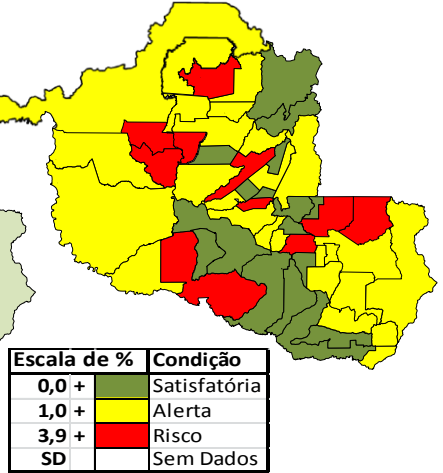 Escala de % Condição
0,0 + Satisfatória
1,0 + Alerta
3,9 + Risco
SD Sem Dados